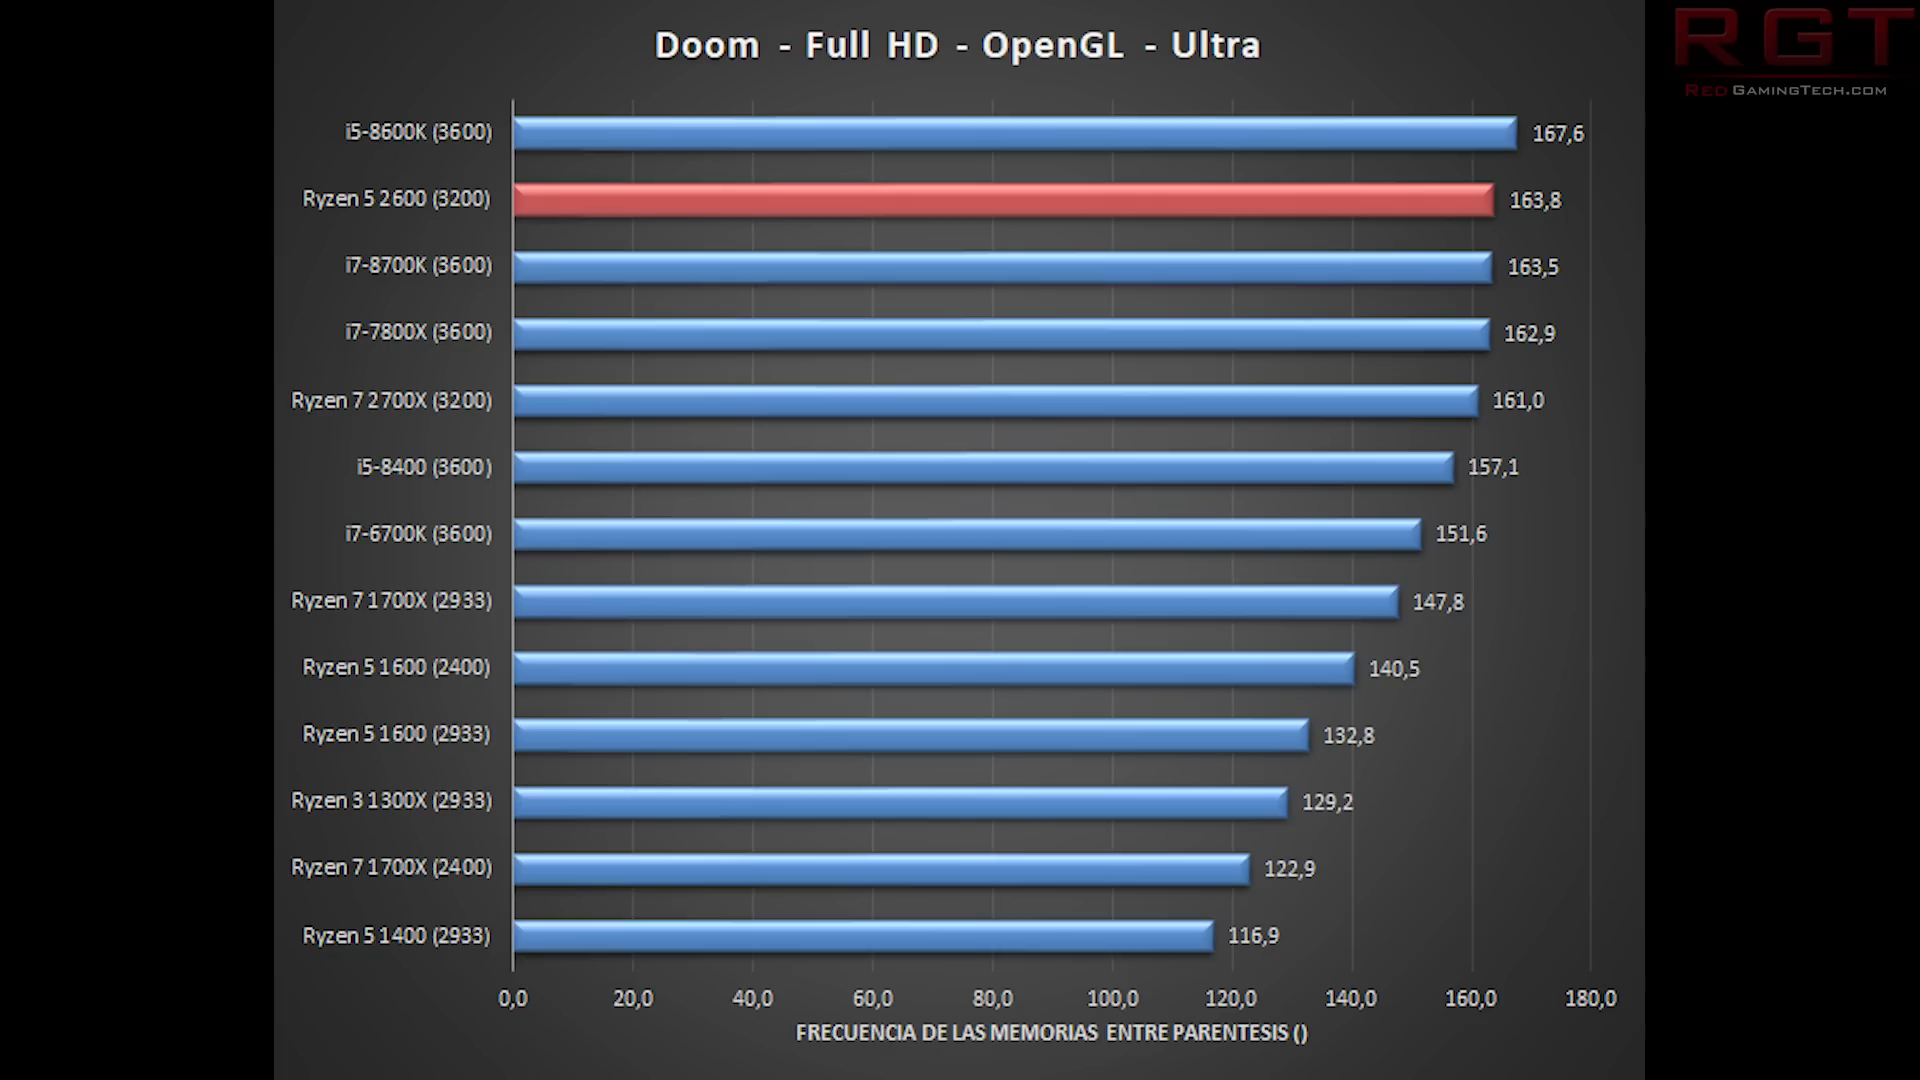 Doom - Full HD - OpenGL - Ultra
RGT
RED GAMINGTECH.COM
i5-8600K (3600) 167,6
Ryzen 5 2600 (3200) 163,8
i7-8700K (3600) 163,5
i7-7800X (3600) 162,9
Ryzen 7 2700X (3200) 161,0
i5-8400 (3600) 157,1
i7-6700K (3600) 151,6
Ryzen 7 1700X (2933) 147,8
Ryzen 5 1600 (2400) 140,5
Ryzen 5 1600 (2933) 132,8
Ryzen 3 1300X (2933) 129,2
Ryzen 7 1700X (2400) 122,9
Ryzen 5 1400 (2933) 116,9
0,0 20,0 40,0 60,0 80,0 100,0 120,0 140,0 160,0 180,0
FRECUENCIA DE LAS MEMORIAS ENTRE PARENTESIS ()